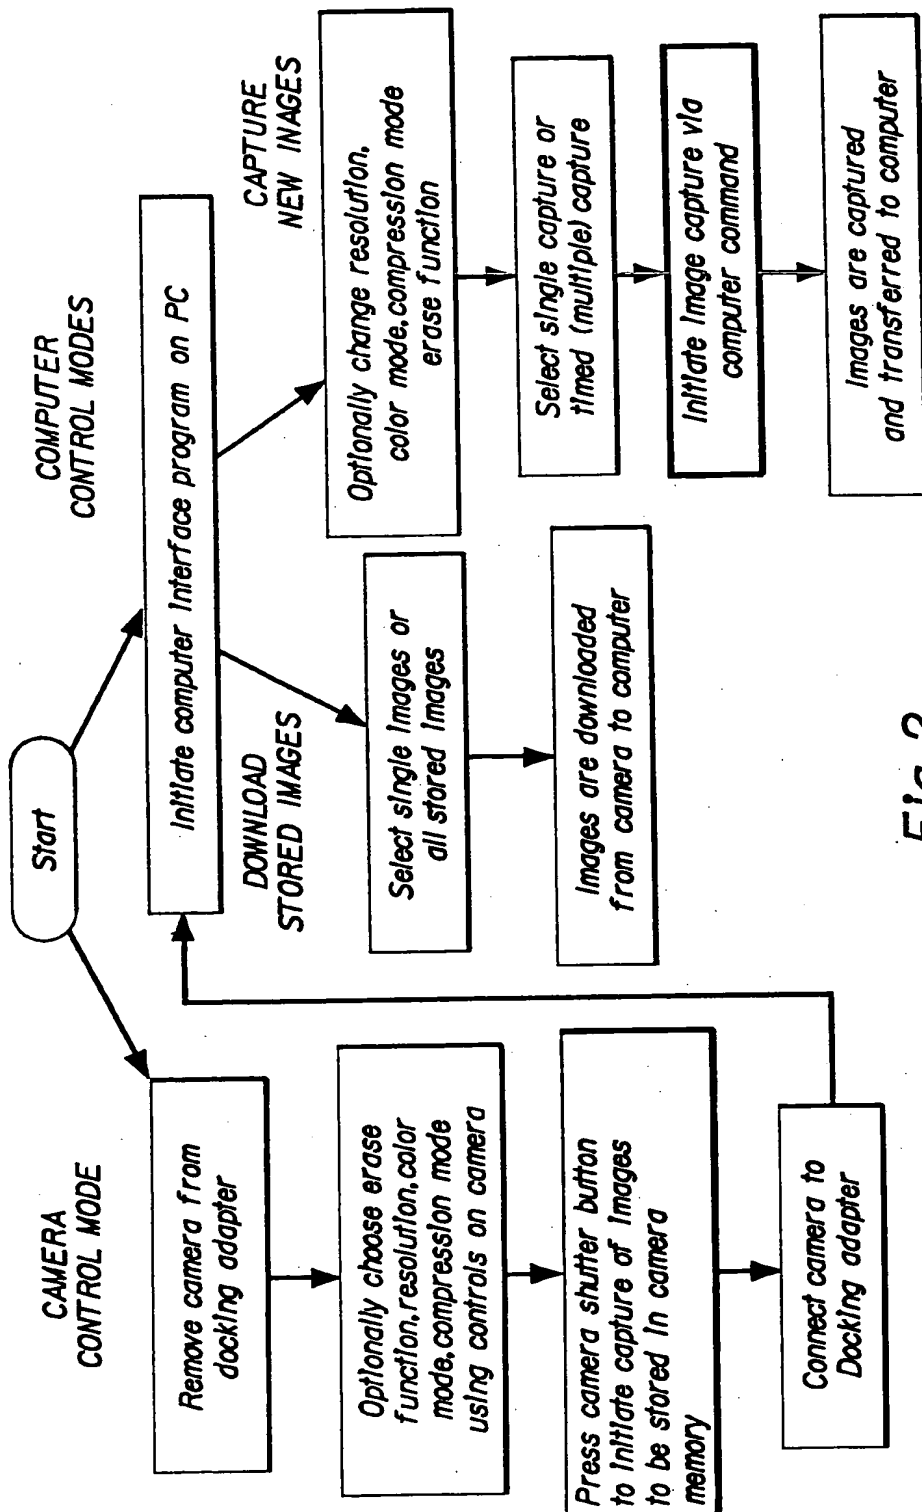 Start
CAMERA
CONTROL MODE
Remove camera from
docking adapter
Optionally choose erase
function,resolution,color
mode,compression mode
using controls on camera
Press camera shutter button
to initiate capture of images
to be stored in camera
memory
Connect camera to
Docking adapter
COMPUTER
CONTROL MODES
Initiate computer interface program on PC
DOWNLOAD
STORED IMAGES
Select single images or
all stored images
Images are downloaded
from camera to computer
CAPTURE
NEW IMAGES
Optionally change resolution,
color mode,compression mode
erase function
Select single capture or
timed (multiple) capture
Initiate image capture via
computer command
Images are captured
and transferred to computer
Fig.2